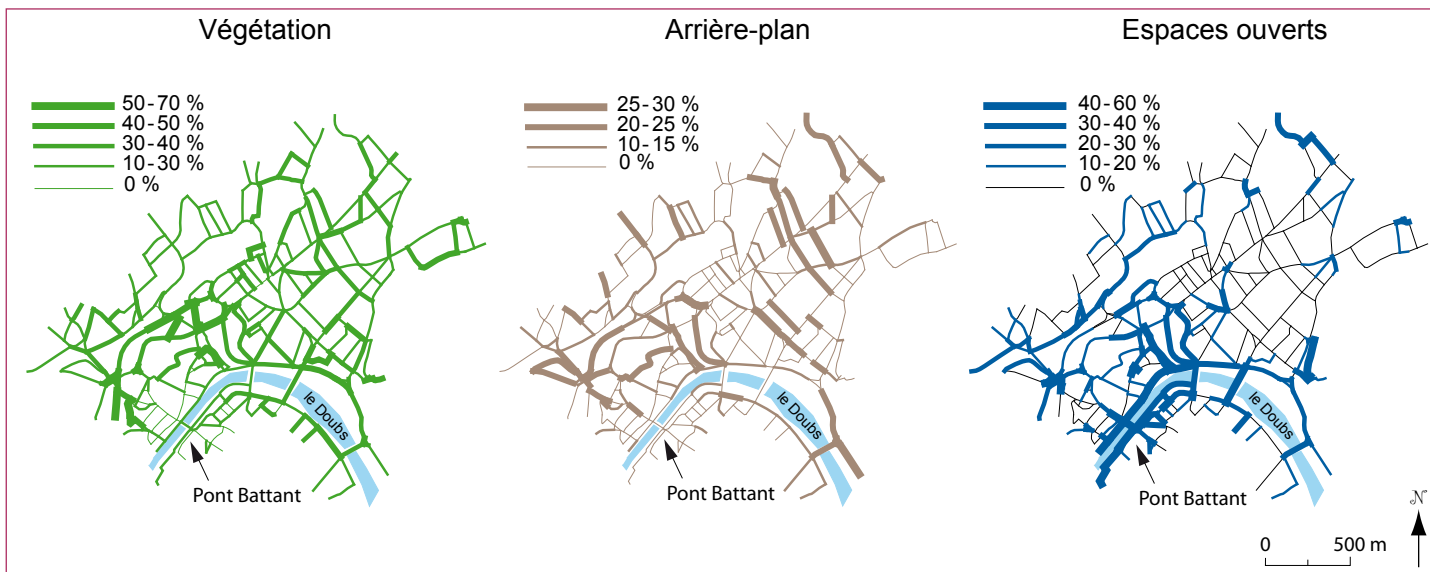 Végétation
50-70 %
40-50 %
30-40 %
10-30 %
0 %
le Doubs
Pont Battant
Arrière-plan
25-30 %
20-25 %
10-15 %
0 %
le Doubs
Pont Battant
Espaces ouverts
40-60 %
30-40 %
20-30 %
10-20 %
0 %
le Doubs
Pont Battant
N
0 500 m